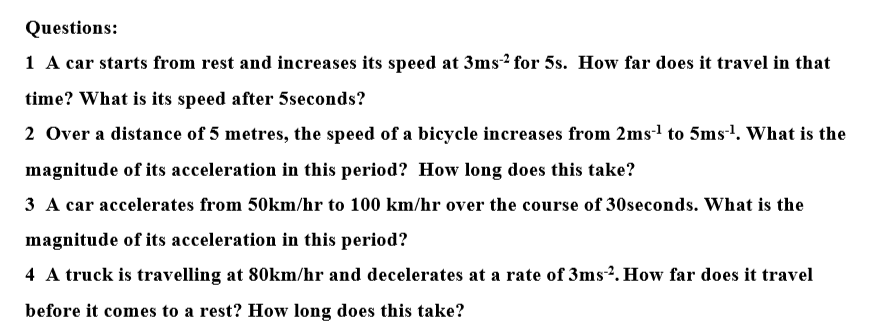 Questions:
1 A car starts from rest and increases its speed at 3ms⁻² for 5s. How far does it travel in that
time? What is its speed after 5seconds?
2 Over a distance of 5 metres, the speed of a bicycle increases from 2ms⁻¹ to 5ms⁻¹. What is the
magnitude of its acceleration in this period? How long does this take?
3 A car accelerates from 50km/hr to 100 km/hr over the course of 30seconds. What is the
magnitude of its acceleration in this period?
4 A truck is travelling at 80km/hr and decelerates at a rate of 3ms⁻². How far does it travel
before it comes to a rest? How long does this take?